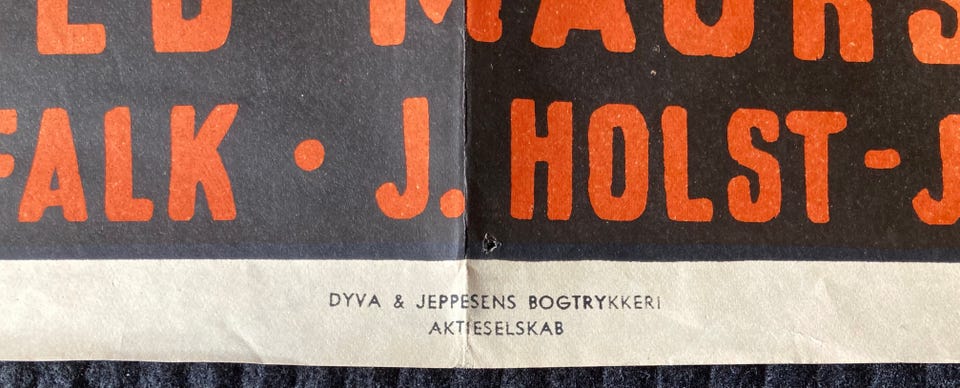 FALK • J. HOLST-J
DYVA & JEPPESENS BOGTRYKKERI
AKTIESELSKAB